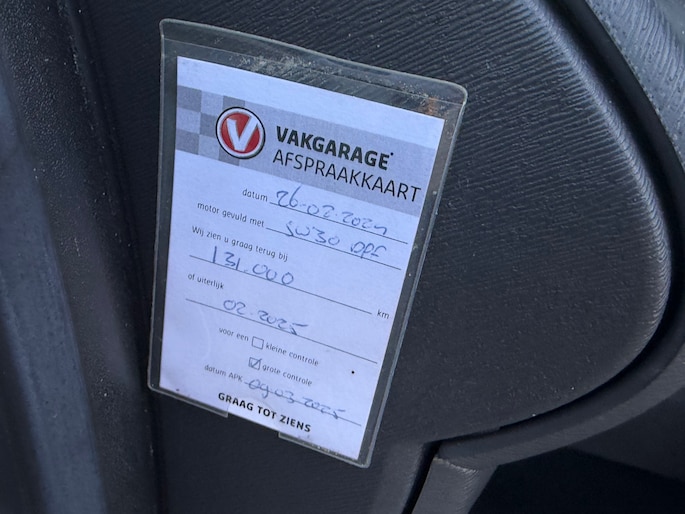 V
VAKGARAGE
AFSPRAAKKAART
datum 26-02-2024
motor gevuld met 5W30 DPF
Wij zien u graag terug bij
131.000 km
of uiterlijk
02-2025
voor een kleine controle
grote controle
datum APK 09-03-2025
GRAAG TOT ZIENS